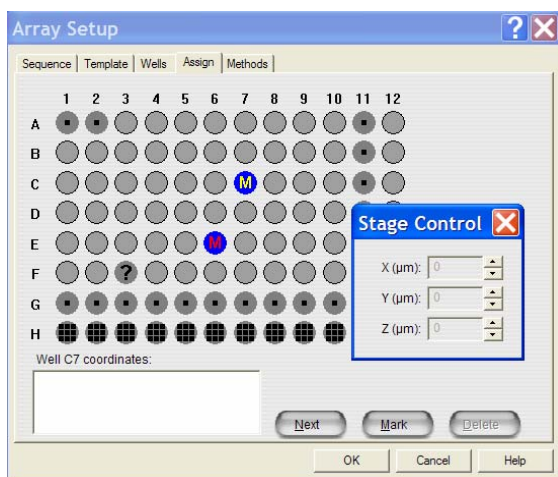 Array Setup
Sequence Template Wells Assign Methods
1 2 3 4 5 6 7 8 9 10 11 12
A
B
C M
D
E M
F ?
G
H
Stage Control
X (µm): 0
Y (µm): 0
Z (µm): 0
Well C7 coordinates:
Next Mark Delete
OK Cancel Help